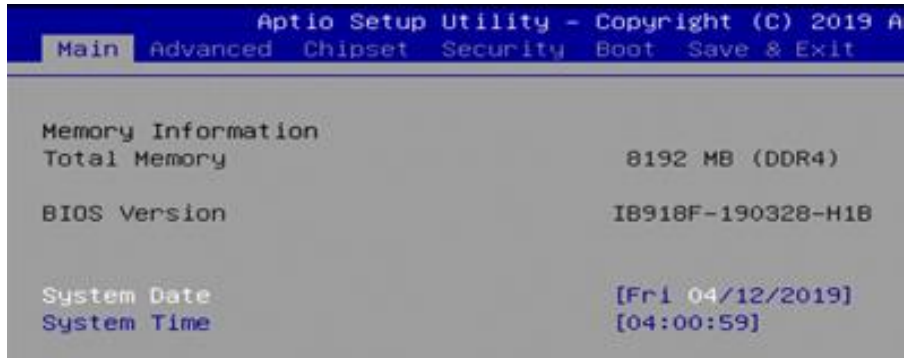 Aptio Setup Utility – Copyright (C) 2019 A
Main Advanced Chipset Security Boot Save & Exit
Memory Information
Total Memory 8192 MB (DDR4)
BIOS Version IB918F-190328-H1B
System Date [Fri 04/12/2019]
System Time [04:00:59]